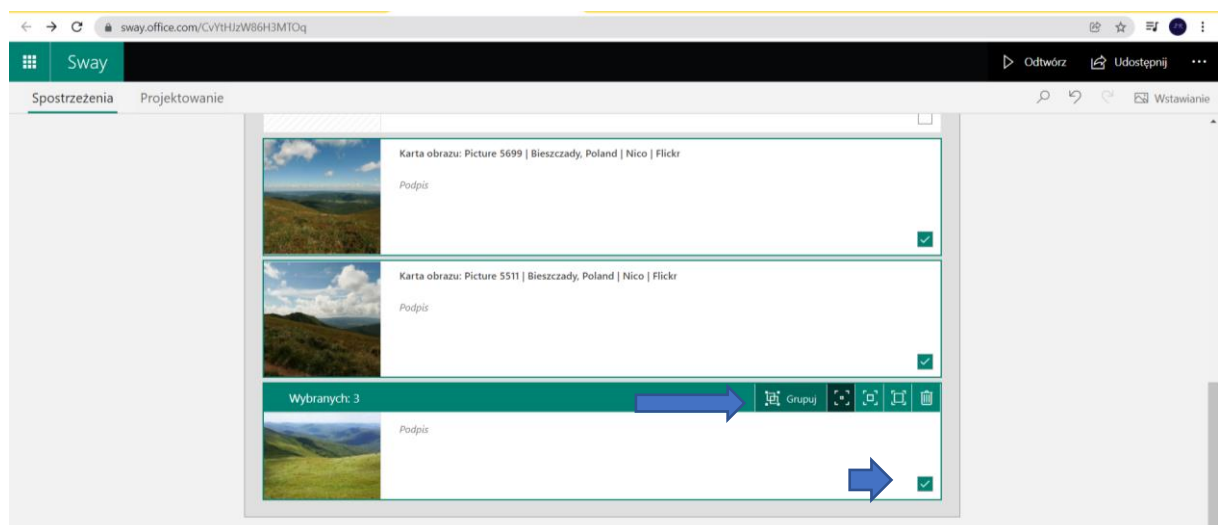 sway.office.com/CvYtHJzW86H3MTOq
Sway
Odtwórz Udostępnij
Spostrzeżenia Projektowanie
Wstawianie
Karta obrazu: Picture 5699 | Bieszczady, Poland | Nico | Flickr
Podpis
Karta obrazu: Picture 5511 | Bieszczady, Poland | Nico | Flickr
Podpis
Wybranych: 3 Grupuj
Podpis